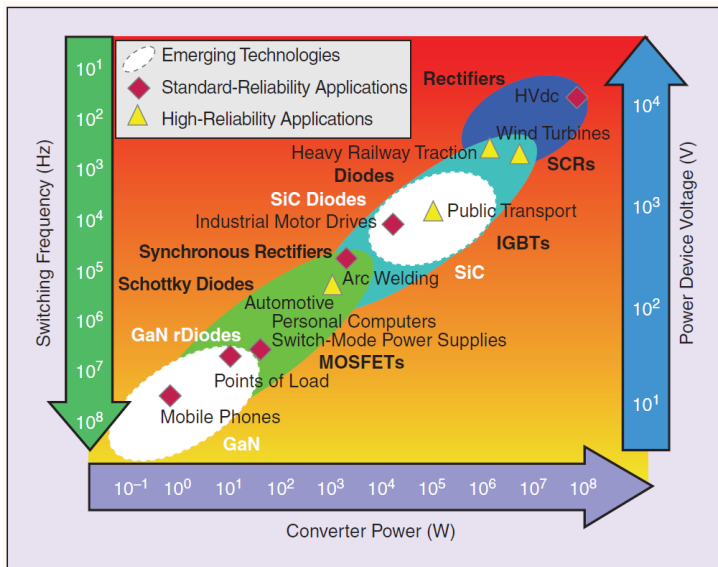 Emerging Technologies
Standard-Reliability Applications
High-Reliability Applications
Switching Frequency (Hz)
10¹
10²
10³
10⁴
10⁵
10⁶
10⁷
10⁸
Rectifiers
HVdc
Wind Turbines
Heavy Railway Traction
SCRs
Diodes
SiC Diodes
Public Transport
Industrial Motor Drives
IGBTs
Synchronous Rectifiers
SiC
Arc Welding
Schottky Diodes
Automotive
Personal Computers
GaN rDiodes
Switch-Mode Power Supplies
MOSFETs
Points of Load
Mobile Phones
GaN
10⁴
10³
10²
10¹
Power Device Voltage (V)
10⁻¹ 10⁰ 10¹ 10² 10³ 10⁴ 10⁵ 10⁶ 10⁷ 10⁸
Converter Power (W)